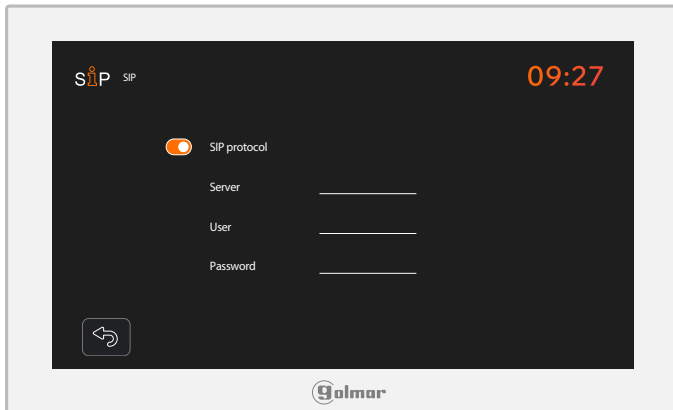 SiP SIP 09:27
SIP protocol
Server
User
Password
golmar